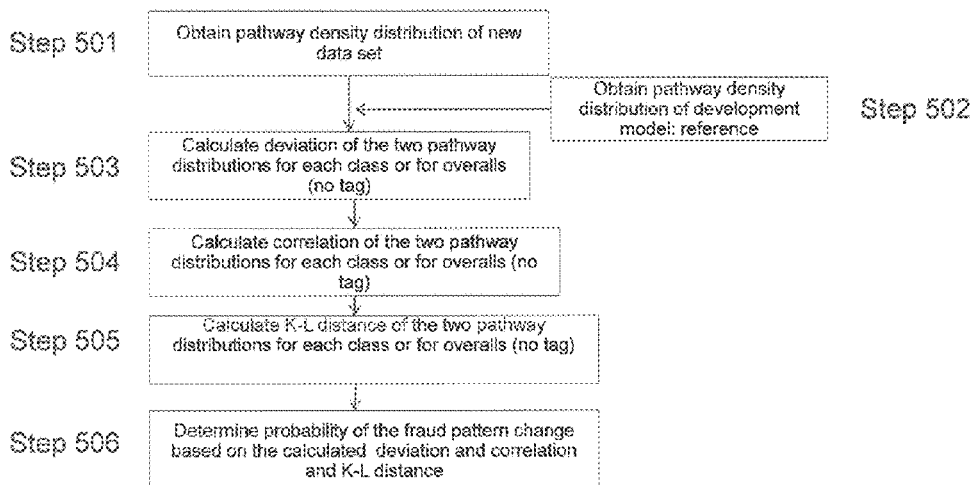 Step 501
Obtain pathway density distribution of new
data set
Obtain pathway density
distribution of development
model: reference
Step 502
Step 503
Calculate deviation of the two pathway
distributions for each class or for overalls
(no tag)
Step 504
Calculate correlation of the two pathway
distributions for each class or for overalls (no
tag)
Step 505
Calculate K-L distance of the two pathway
distributions for each class or for overalls (no tag)
Step 506
Determine probability of the fraud pattern change
based on the calculated deviation and correlation
and K-L distance